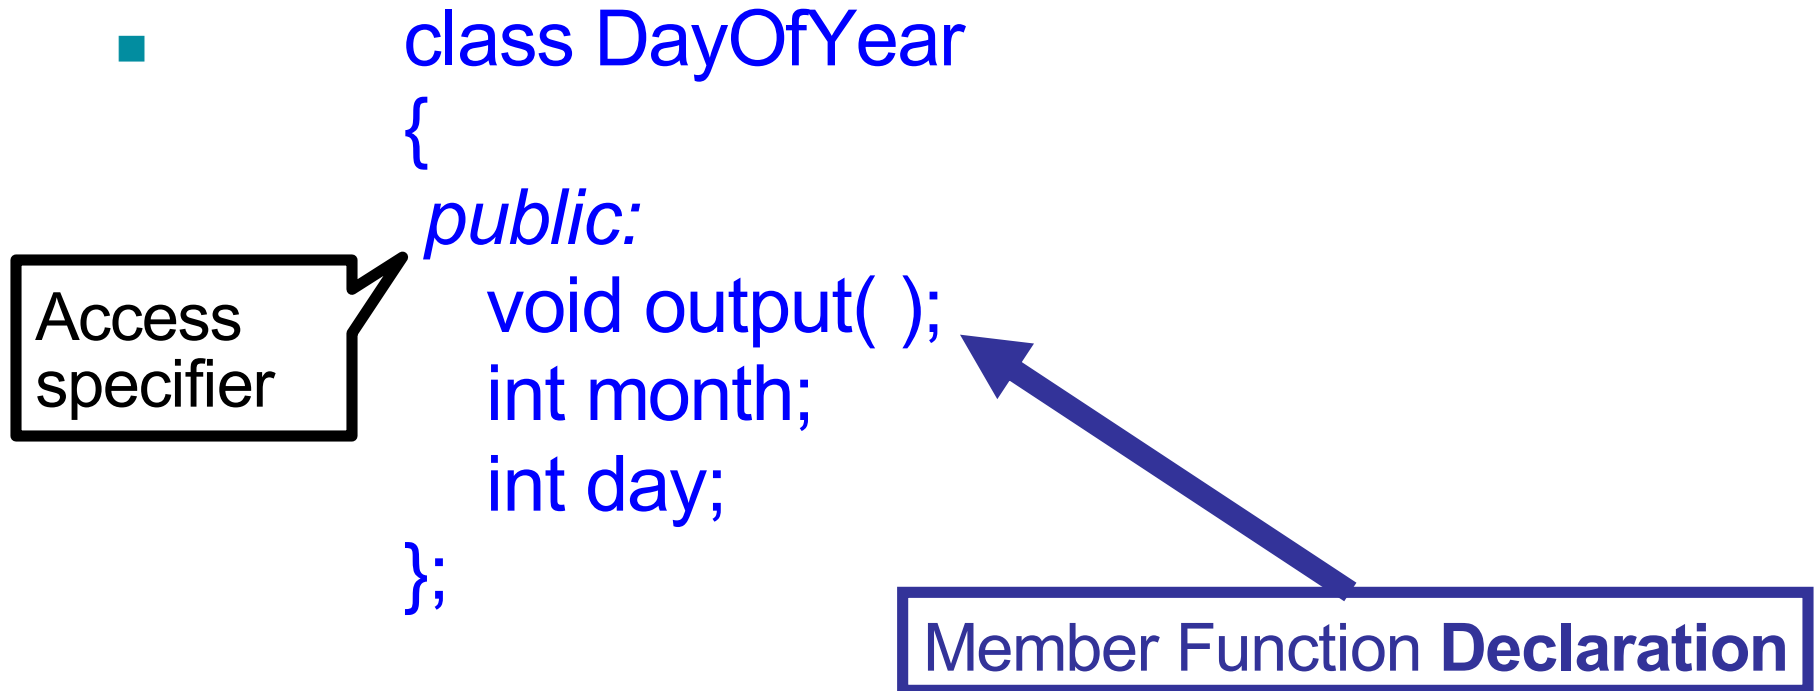 class DayOfYear
{
public:
void output( );
int month;
int day;
};
Access
specifier
Member Function Declaration